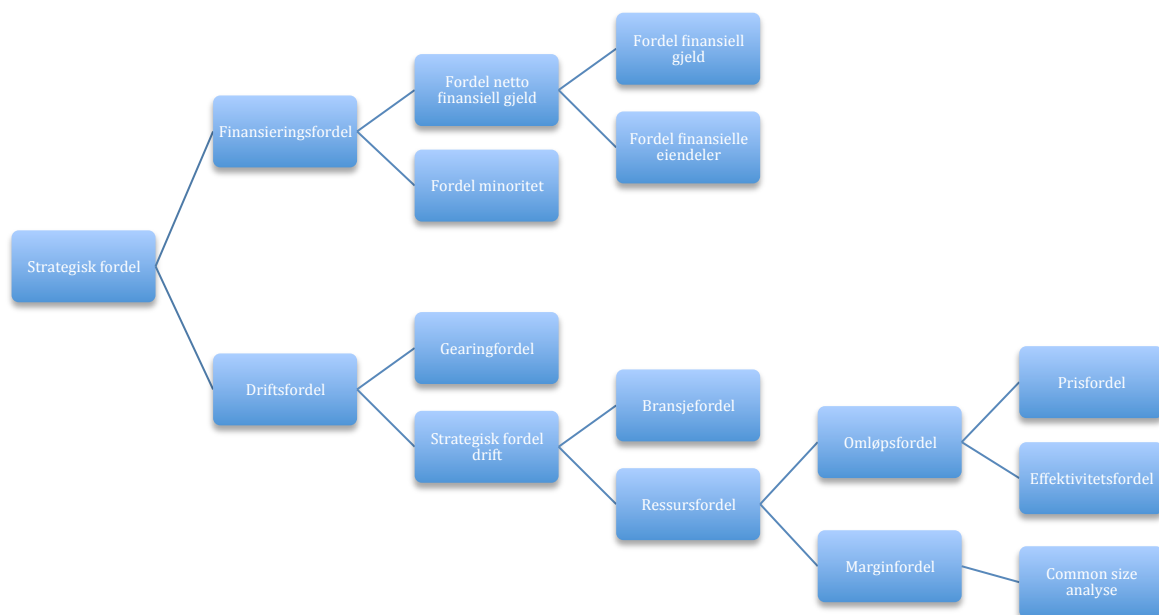 Fordel finansiell
gjeld
Fordel netto
finansiell gjeld
Finansieringsfordel
Fordel finansielle
eiendeler
Fordel minoritet
Strategisk fordel
Gearingfordel
Driftsfordel
Bransjefordel
Prisfordel
Strategisk fordel
drift
Omløpsfordel
Effektivitetsfordel
Ressursfordel
Marginfordel
Common size
analyse